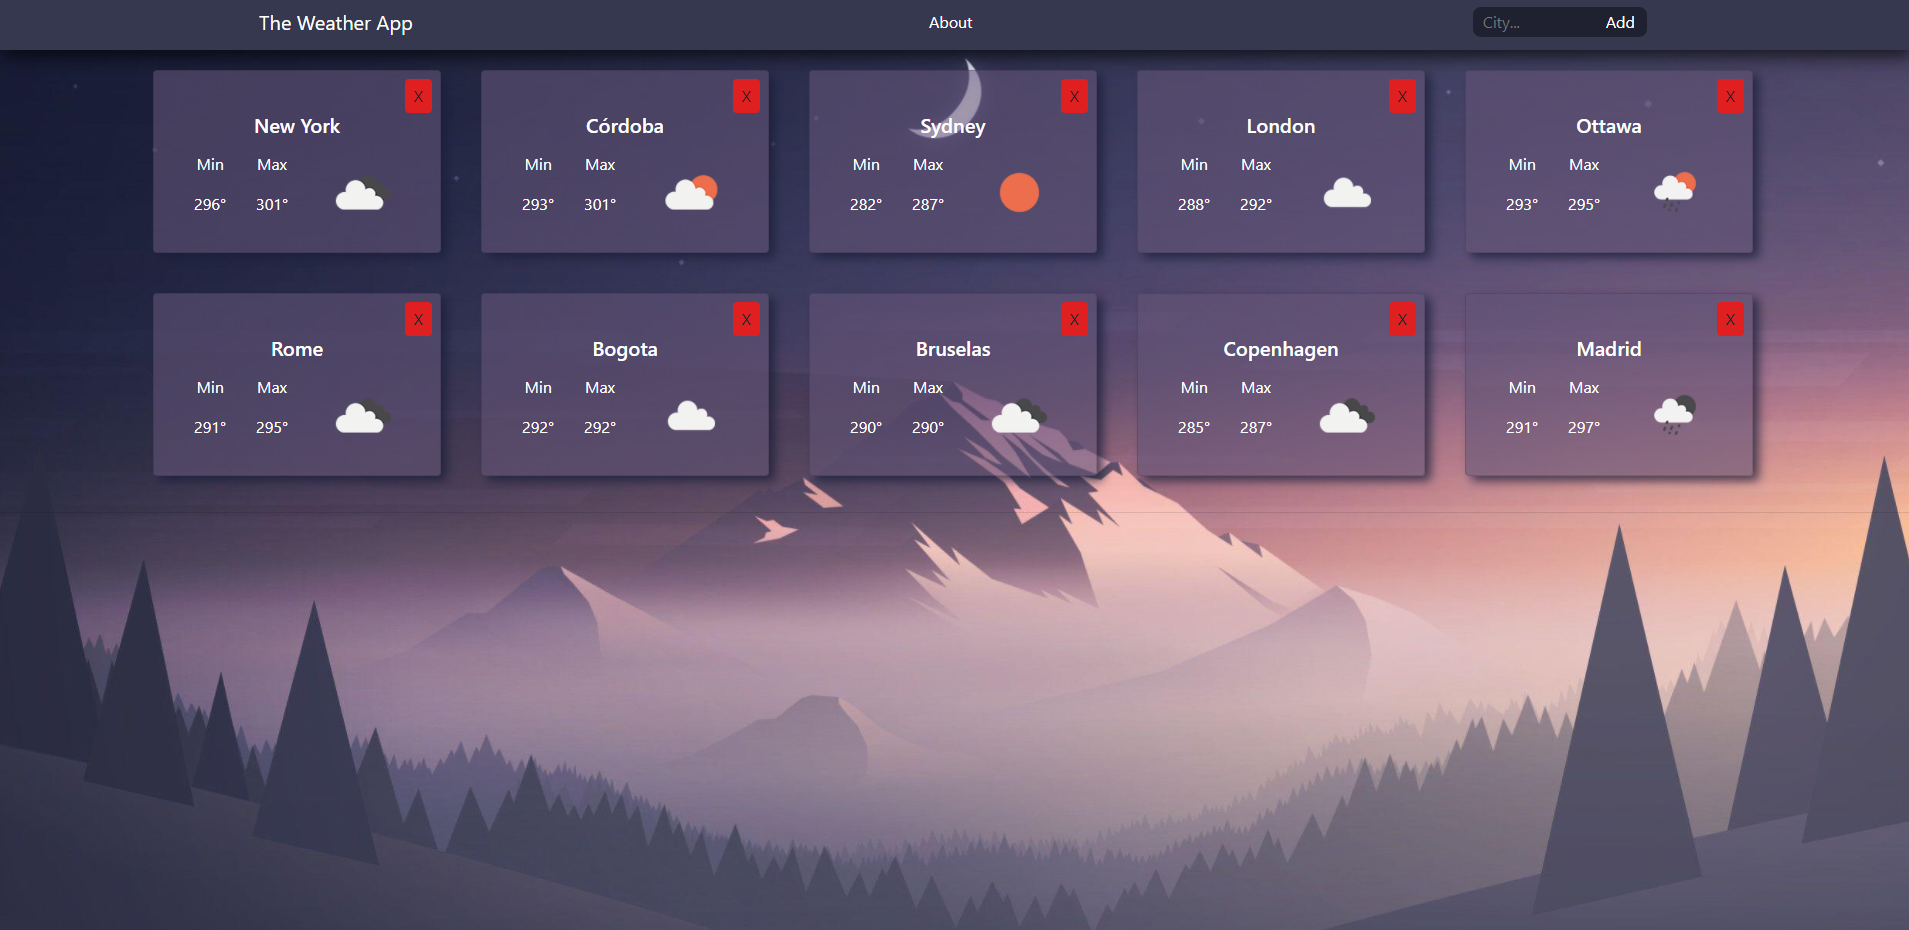 The Weather App About City... Add
X X X X X
New York Córdoba Sydney London Ottawa
Min Max Min Max Min Max Min Max Min Max
296° 301° 293° 301° 282° 287° 288° 292° 293° 295°
X X X X X
Rome Bogota Bruselas Copenhagen Madrid
Min Max Min Max Min Max Min Max Min Max
291° 295° 292° 292° 290° 290° 285° 287° 291° 297°